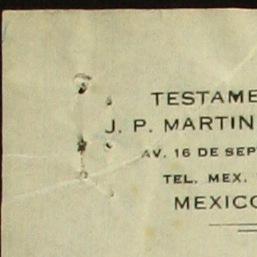 TESTAME
J. P. MARTIN
AV. 16 DE SEP
TEL. MEX.
MEXICO